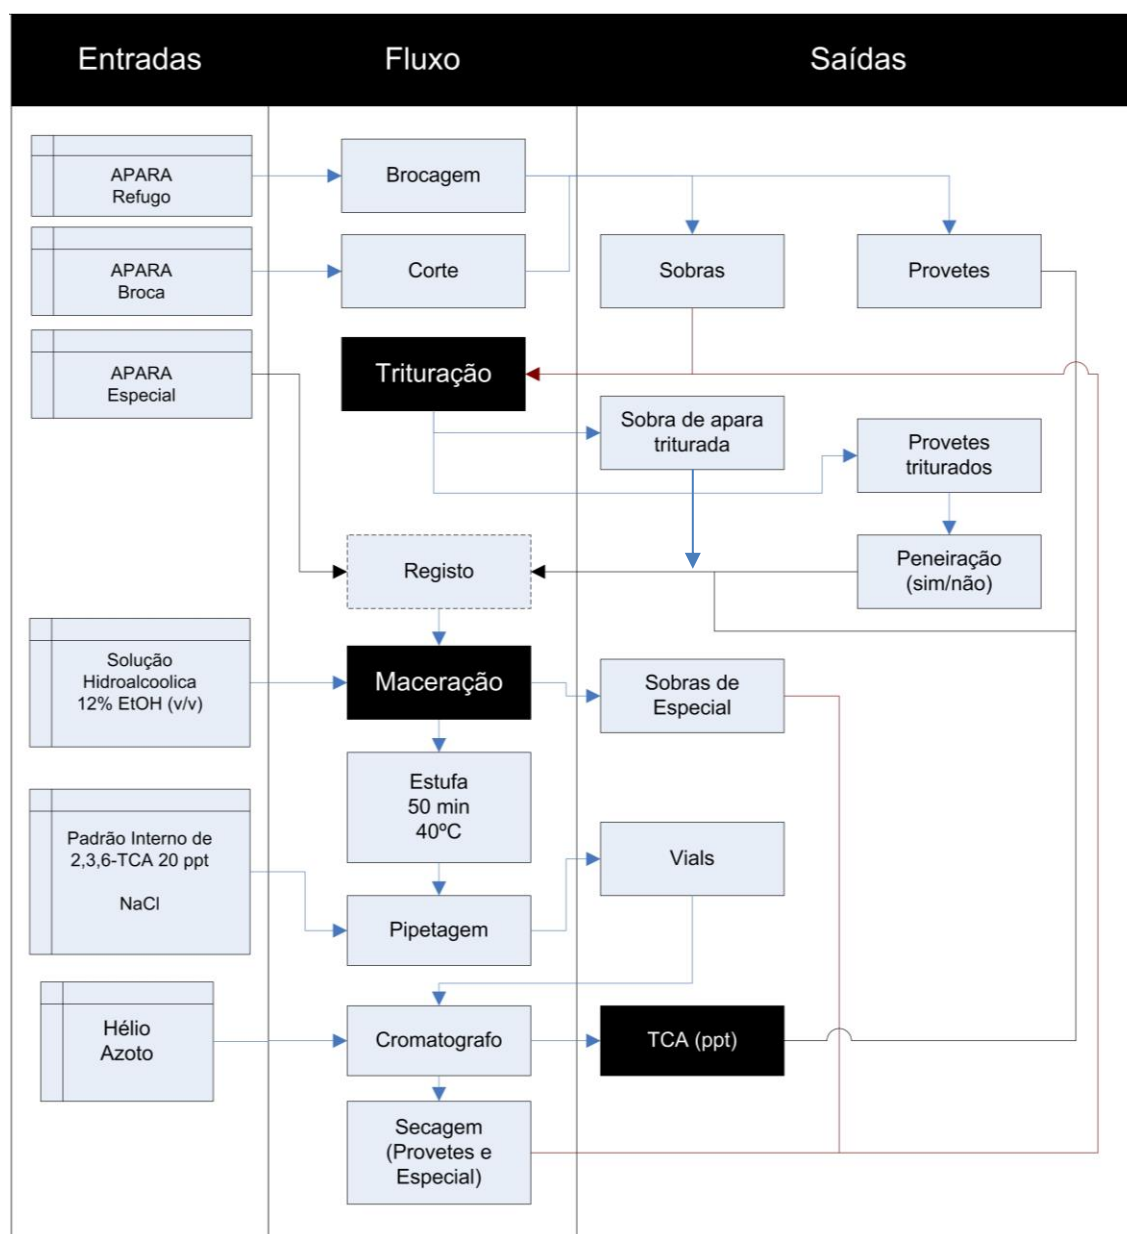 Entradas
Fluxo
Saídas
APARA
Refugo
Brocagem
APARA
Broca
Corte
Sobras
Provetes
APARA
Especial
Trituração
Sobra de apara
triturada
Provetes
triturados
Registo
Peneiração
(sim/não)
Solução
Hidroalcoolica
12% EtOH (v/v)
Maceração
Sobras de
Especial
Estufa
50 min
40ºC
Padrão Interno de
2,3,6-TCA 20 ppt
NaCl
Vials
Pipetagem
Hélio
Azoto
Cromatografo
TCA (ppt)
Secagem
(Provetes e
Especial)